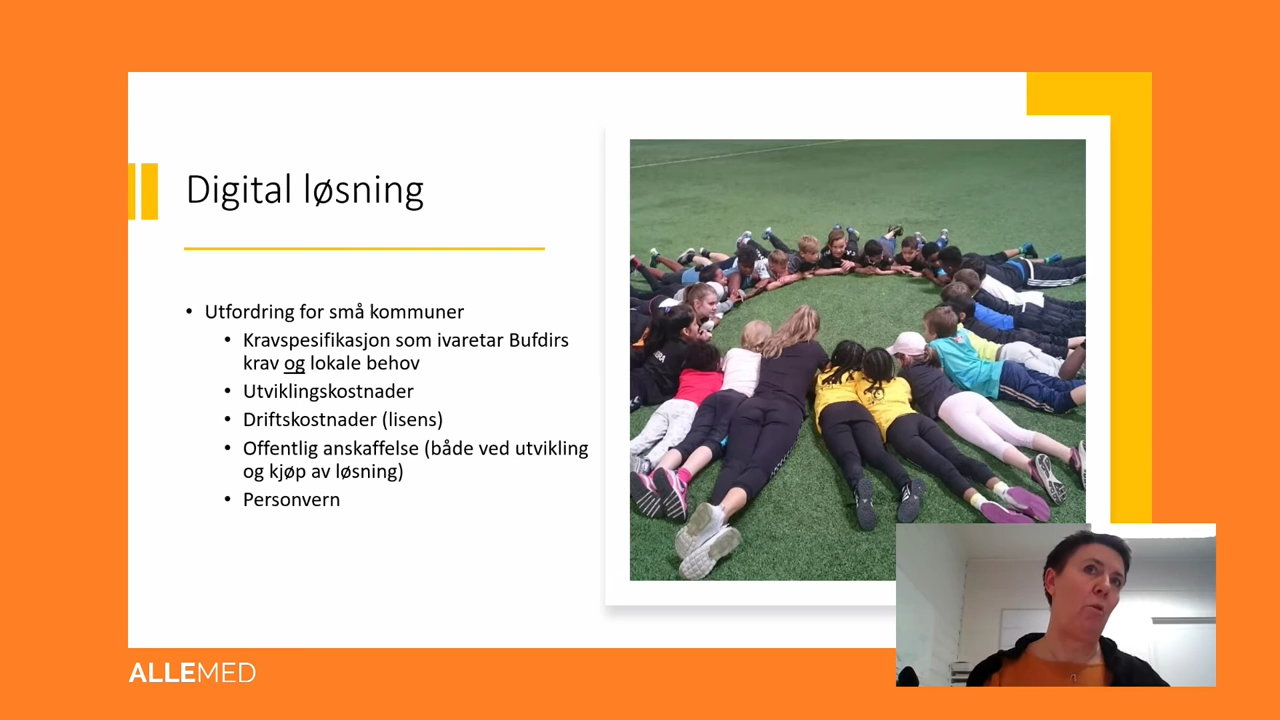 Digital løsning
• Utfordring for små kommuner
• Kravspesifikasjon som ivaretar Bufdirs
krav og lokale behov
• Utviklingskostnader
• Driftskostnader (lisens)
• Offentlig anskaffelse (både ved utvikling
og kjøp av løsning)
• Personvern
ALLEMED